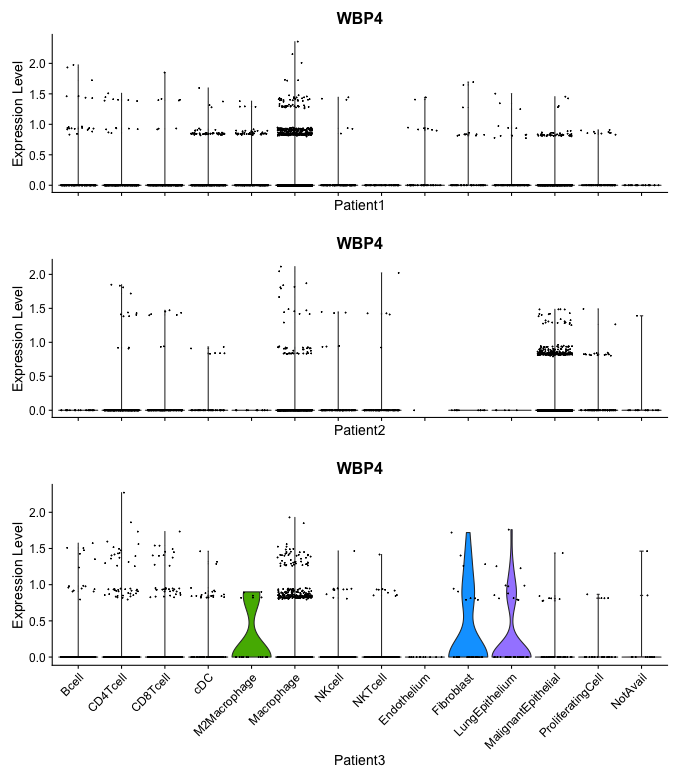 WBP4
Expression Level
2.0
1.5
1.0
0.5
0.0
Patient1
WBP4
Expression Level
2.0
1.5
1.0
0.5
0.0
Patient2
WBP4
Expression Level
2.0
1.5
1.0
0.5
0.0
Bcell
CD4Tcell
CD8Tcell
cDC
M2Macrophage
Macrophage
NKcell
NKTcell
Endothelium
Fibroblast
LungEpithelium
MalignantEpithelial
ProliferatingCell
NotAvail
Patient3